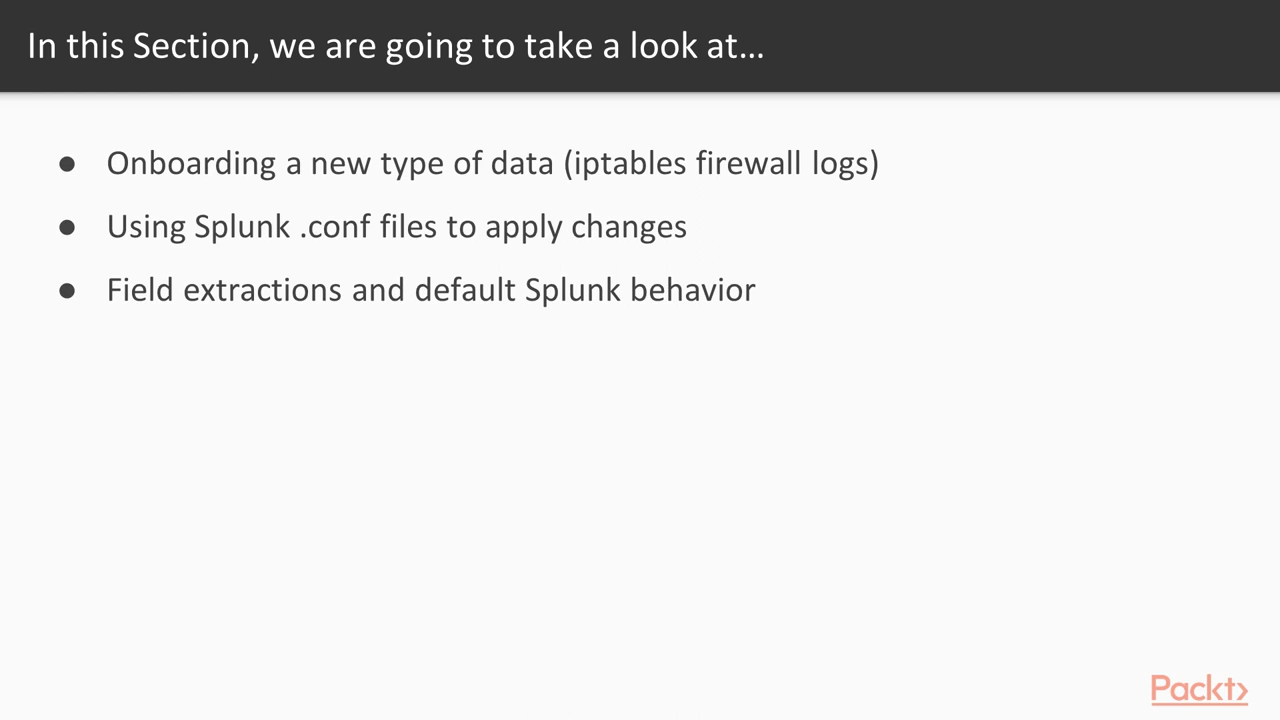 In this Section, we are going to take a look at...
● Onboarding a new type of data (iptables firewall logs)
● Using Splunk .conf files to apply changes
● Field extractions and default Splunk behavior
Packt>